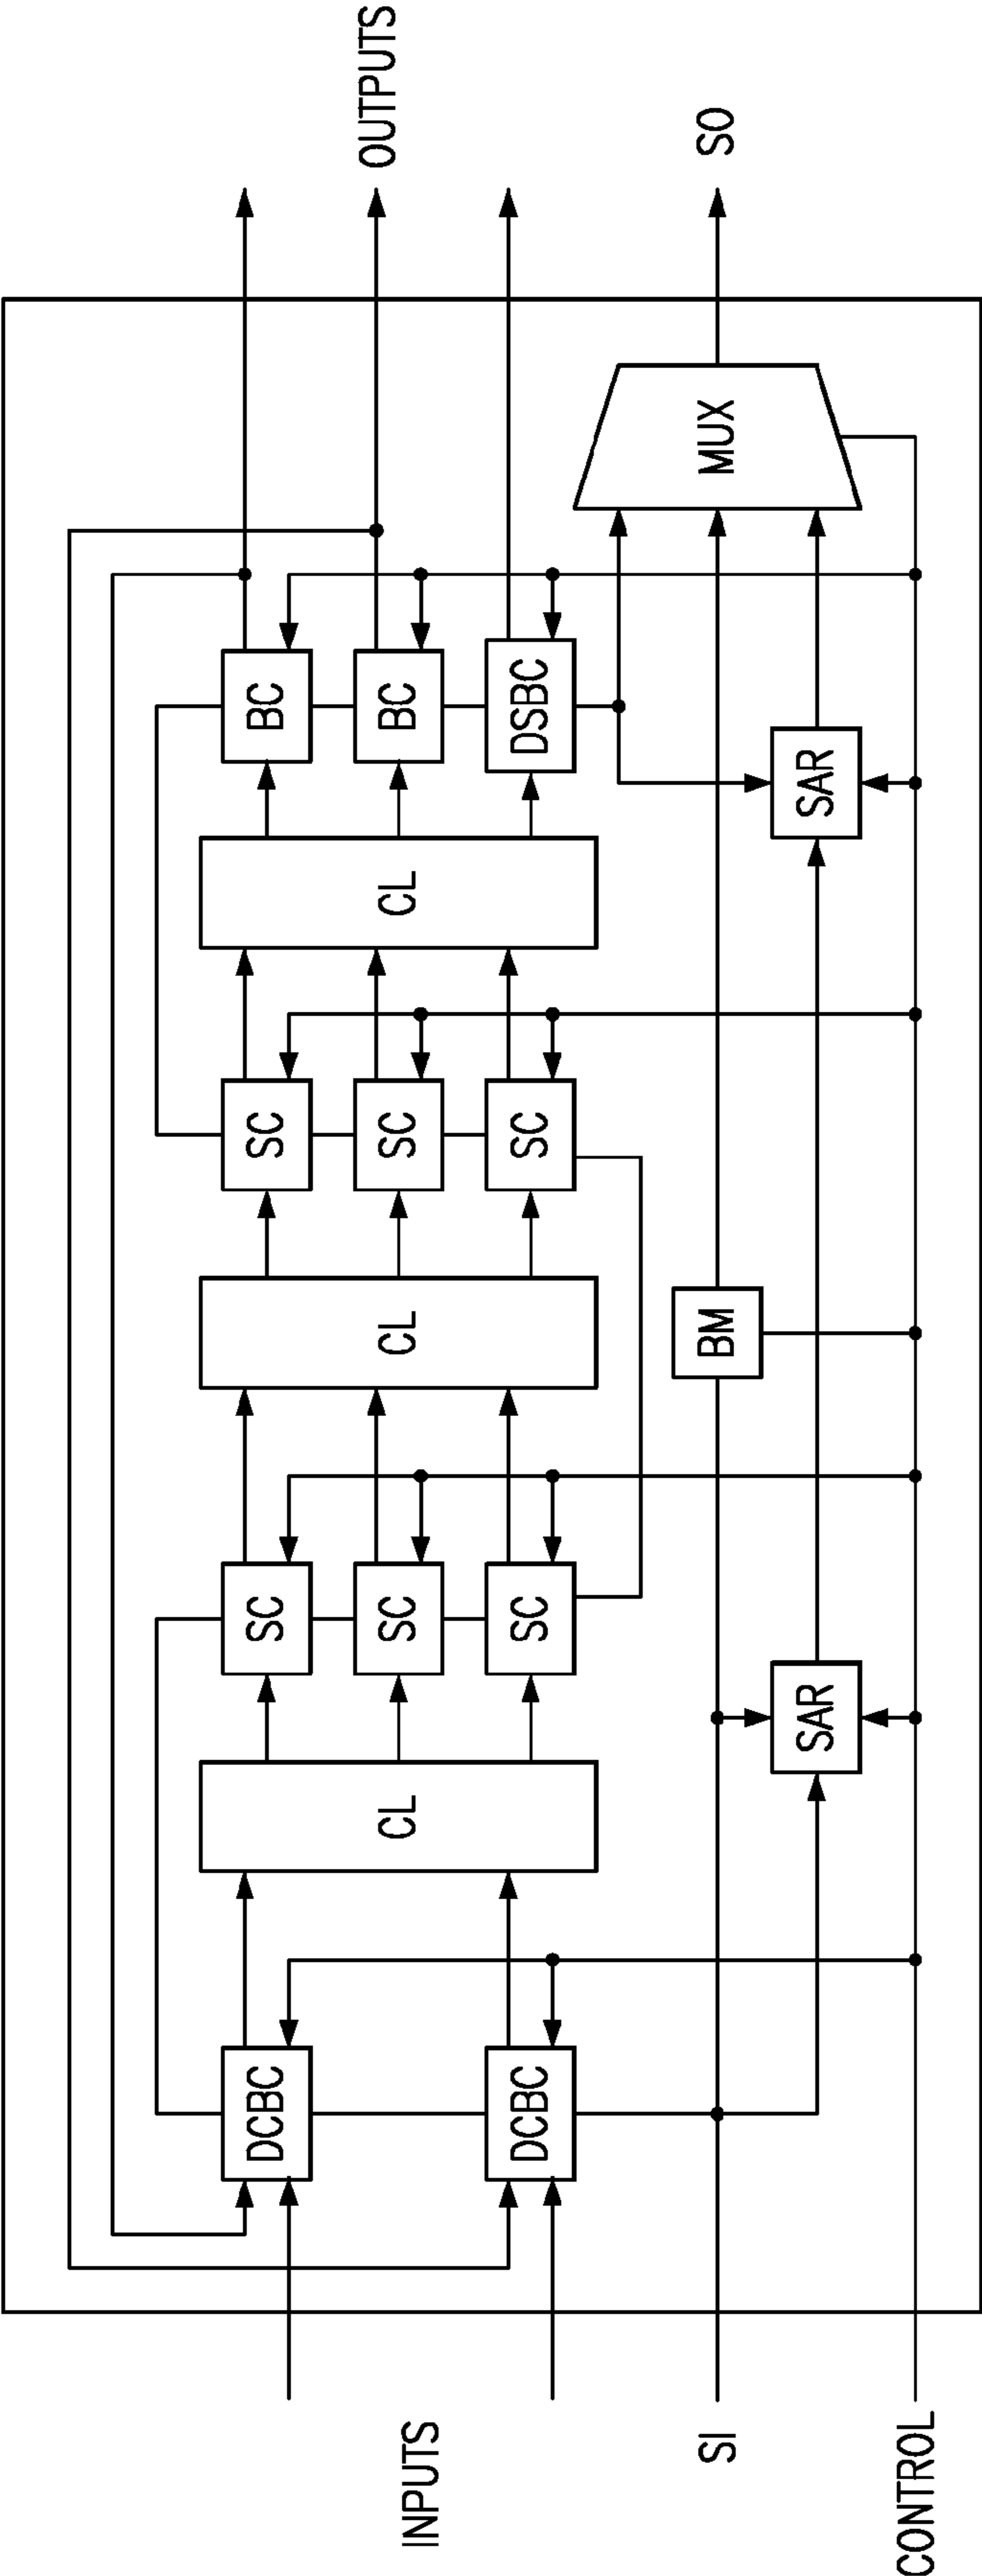 INPUTS
SI
CONTROL
DCBC
DCBC
CL
SC
SC
SC
SAR
CL
BM
SC
SC
SC
CL
BC
BC
DSBC
SAR
MUX
OUTPUTS
SO